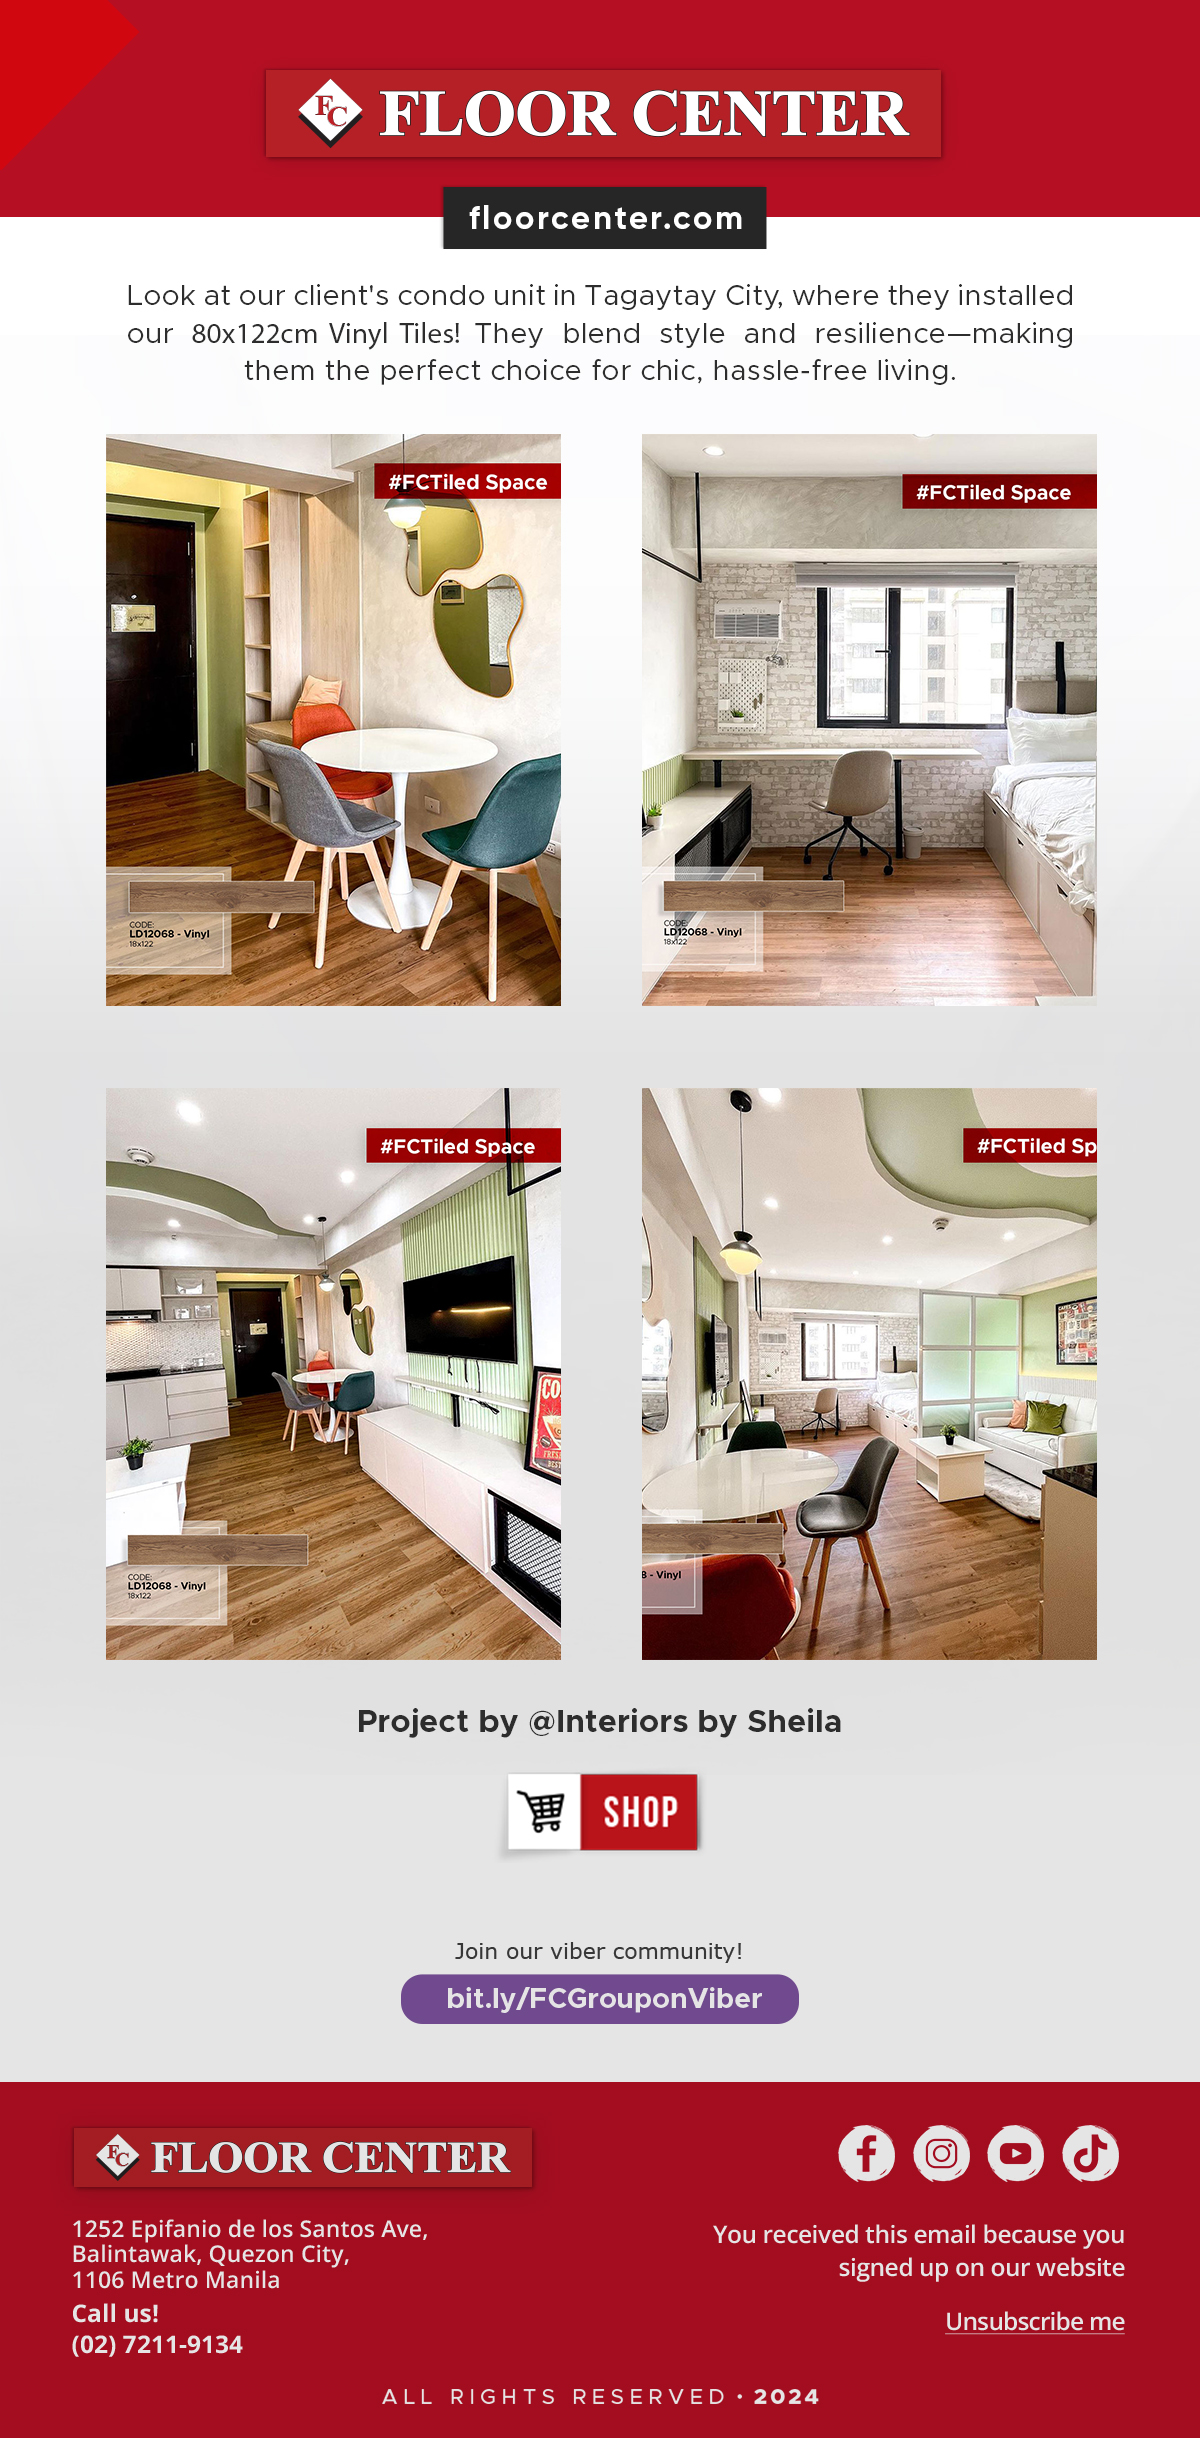 FC FLOOR CENTER
floorcenter.com
Look at our client's condo unit in Tagaytay City, where they installed
our 80x122cm Vinyl Tiles! They blend style and resilience—making
them the perfect choice for chic, hassle-free living.
#FCTiled Space
CODE:
LD12068 - Vinyl
18x122
#FCTiled Space
CODE:
LD12068 - Vinyl
18x122
#FCTiled Space
CODE:
LD12068 - Vinyl
18x122
#FCTiled Sp
8 - Vinyl
Project by @Interiors by Sheila
SHOP
Join our viber community!
bit.ly/FCGrouponViber
FC FLOOR CENTER
1252 Epifanio de los Santos Ave,
Balintawak, Quezon City,
1106 Metro Manila
Call us!
(02) 7211-9134
You received this email because you
signed up on our website
Unsubscribe me
ALL RIGHTS RESERVED • 2024